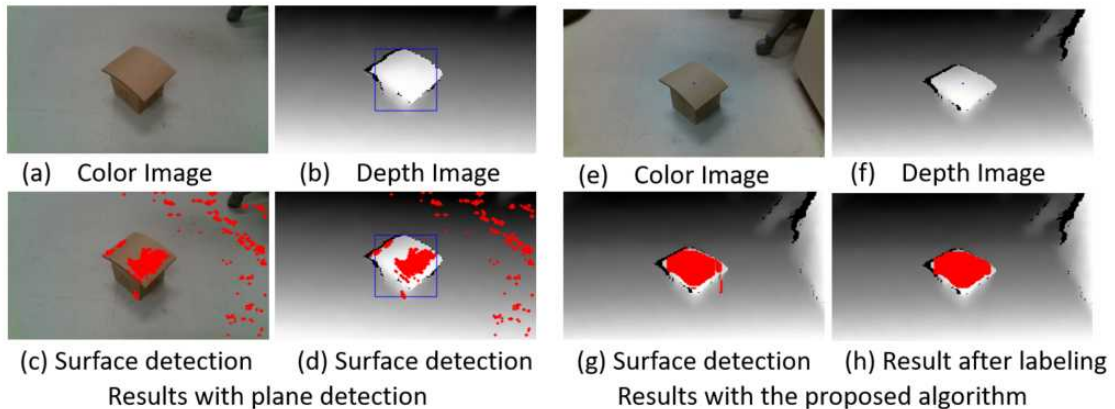 (a) Color Image
(b) Depth Image
(e) Color Image
(f) Depth Image
(c) Surface detection
(d) Surface detection
(g) Surface detection
(h) Result after labeling
Results with plane detection
Results with the proposed algorithm